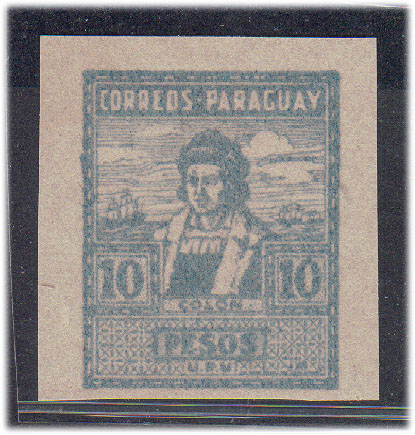 CORREOS · PARAGUAY
10 10
COLON
PESOS
U.P.U.